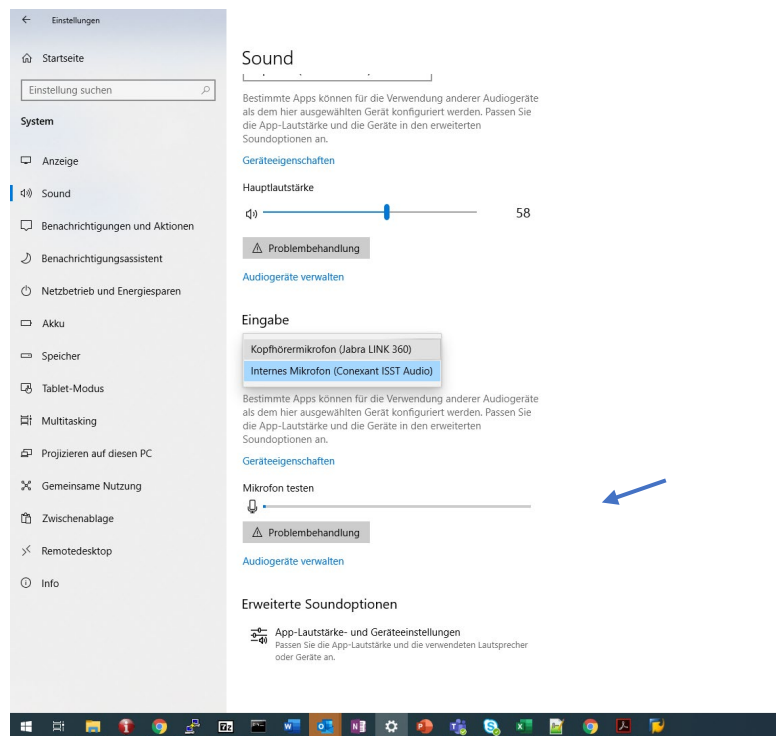 Einstellungen
Startseite
Einstellung suchen
System
Anzeige
Sound
Benachrichtigungen und Aktionen
Benachrichtigungsassistent
Netzbetrieb und Energiesparen
Akku
Speicher
Tablet-Modus
Multitasking
Projizieren auf diesen PC
Gemeinsame Nutzung
Zwischenablage
Remotedesktop
Info
Sound
Bestimmte Apps können für die Verwendung anderer Audiogeräte
als dem hier ausgewählten Gerät konfiguriert werden. Passen Sie
die App-Lautstärke und die Geräte in den erweiterten
Soundoptionen an.
Geräteeigenschaften
Hauptlautstärke
58
Problembehandlung
Audiogeräte verwalten
Eingabe
Kopfhörermikrofon (Jabra LINK 360)
Internes Mikrofon (Conexant ISST Audio)
Bestimmte Apps können für die Verwendung anderer Audiogeräte
als dem hier ausgewählten Gerät konfiguriert werden. Passen Sie
die App-Lautstärke und die Geräte in den erweiterten
Soundoptionen an.
Geräteeigenschaften
Mikrofon testen
Problembehandlung
Audiogeräte verwalten
Erweiterte Soundoptionen
App-Lautstärke- und Geräteeinstellungen
Passen Sie die App-Lautstärke und die verwendeten Lautsprecher
oder Geräte an.